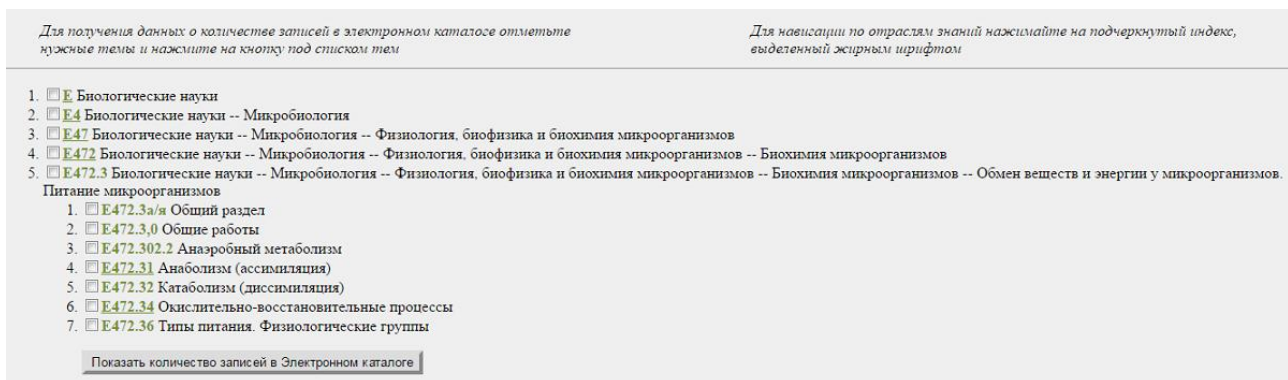 Для получения данных о количестве записей в электронном каталоге отметьте
нужные темы и нажмите на кнопку под списком тем
Для навигации по отраслям знаний нажимайте на подчеркнутый индекс,
выделенный жирным шрифтом
1. Е Биологические науки
2. Е4 Биологические науки -- Микробиология
3. Е47 Биологические науки -- Микробиология -- Физиология, биофизика и биохимия микроорганизмов
4. Е472 Биологические науки -- Микробиология -- Физиология, биофизика и биохимия микроорганизмов -- Биохимия микроорганизмов
5. Е472.3 Биологические науки -- Микробиология -- Физиология, биофизика и биохимия микроорганизмов -- Биохимия микроорганизмов -- Обмен веществ и энергии у микроорганизмов.
Питание микроорганизмов
1. Е472.3а/я Общий раздел
2. Е472.3,0 Общие работы
3. Е472.302.2 Анаэробный метаболизм
4. Е472.31 Анаболизм (ассимиляция)
5. Е472.32 Катаболизм (диссимиляция)
6. Е472.34 Окислительно-восстановительные процессы
7. Е472.36 Типы питания. Физиологические группы
Показать количество записей в Электронном каталоге